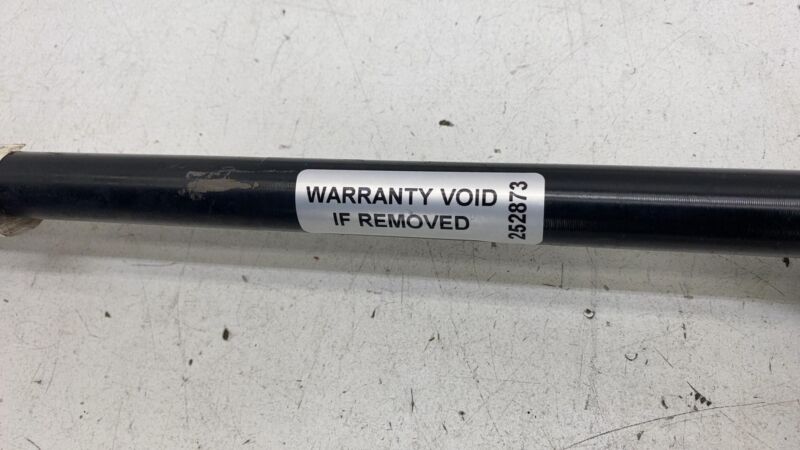 WARRANTY VOID
IF REMOVED
252873